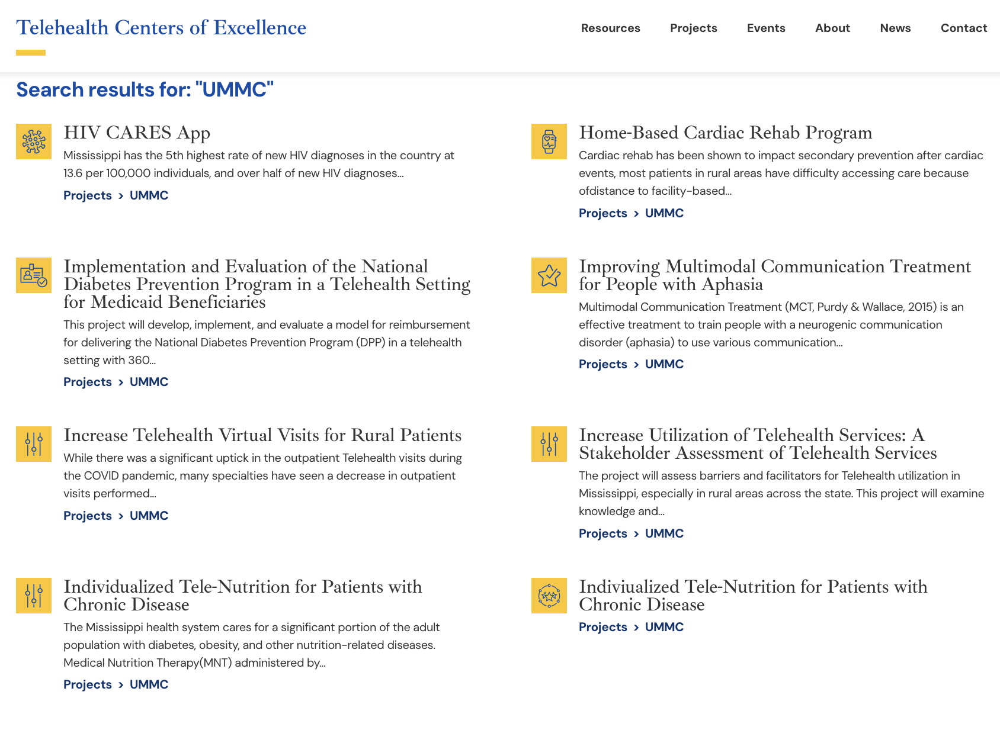 Telehealth Centers of Excellence
Resources Projects Events About News Contact
Search results for: "UMMC"
HIV CARES App
Mississippi has the 5th highest rate of new HIV diagnoses in the country at
13.6 per 100,000 individuals, and over half of new HIV diagnoses...
Projects > UMMC
Home-Based Cardiac Rehab Program
Cardiac rehab has been shown to impact secondary prevention after cardiac
events, most patients in rural areas have difficulty accessing care because
ofdistance to facility-based...
Projects > UMMC
Implementation and Evaluation of the National
Diabetes Prevention Program in a Telehealth Setting
for Medicaid Beneficiaries
This project will develop, implement, and evaluate a model for reimbursement
for delivering the National Diabetes Prevention Program (DPP) in a telehealth
setting with 360...
Projects > UMMC
Improving Multimodal Communication Treatment
for People with Aphasia
Multimodal Communication Treatment (MCT, Purdy & Wallace, 2015) is an
effective treatment to train people with a neurogenic communication
disorder (aphasia) to use various communication...
Projects > UMMC
Increase Telehealth Virtual Visits for Rural Patients
While there was a significant uptick in the outpatient Telehealth visits during
the COVID pandemic, many specialties have seen a decrease in outpatient
visits performed...
Projects > UMMC
Increase Utilization of Telehealth Services: A
Stakeholder Assessment of Telehealth Services
The project will assess barriers and facilitators for Telehealth utilization in
Mississippi, especially in rural areas across the state. This project will examine
knowledge and...
Projects > UMMC
Individualized Tele-Nutrition for Patients with
Chronic Disease
The Mississippi health system cares for a significant portion of the adult
population with diabetes, obesity, and other nutrition-related diseases.
Medical Nutrition Therapy(MNT) administered by...
Projects > UMMC
Indiviualized Tele-Nutrition for Patients with
Chronic Disease
Projects > UMMC